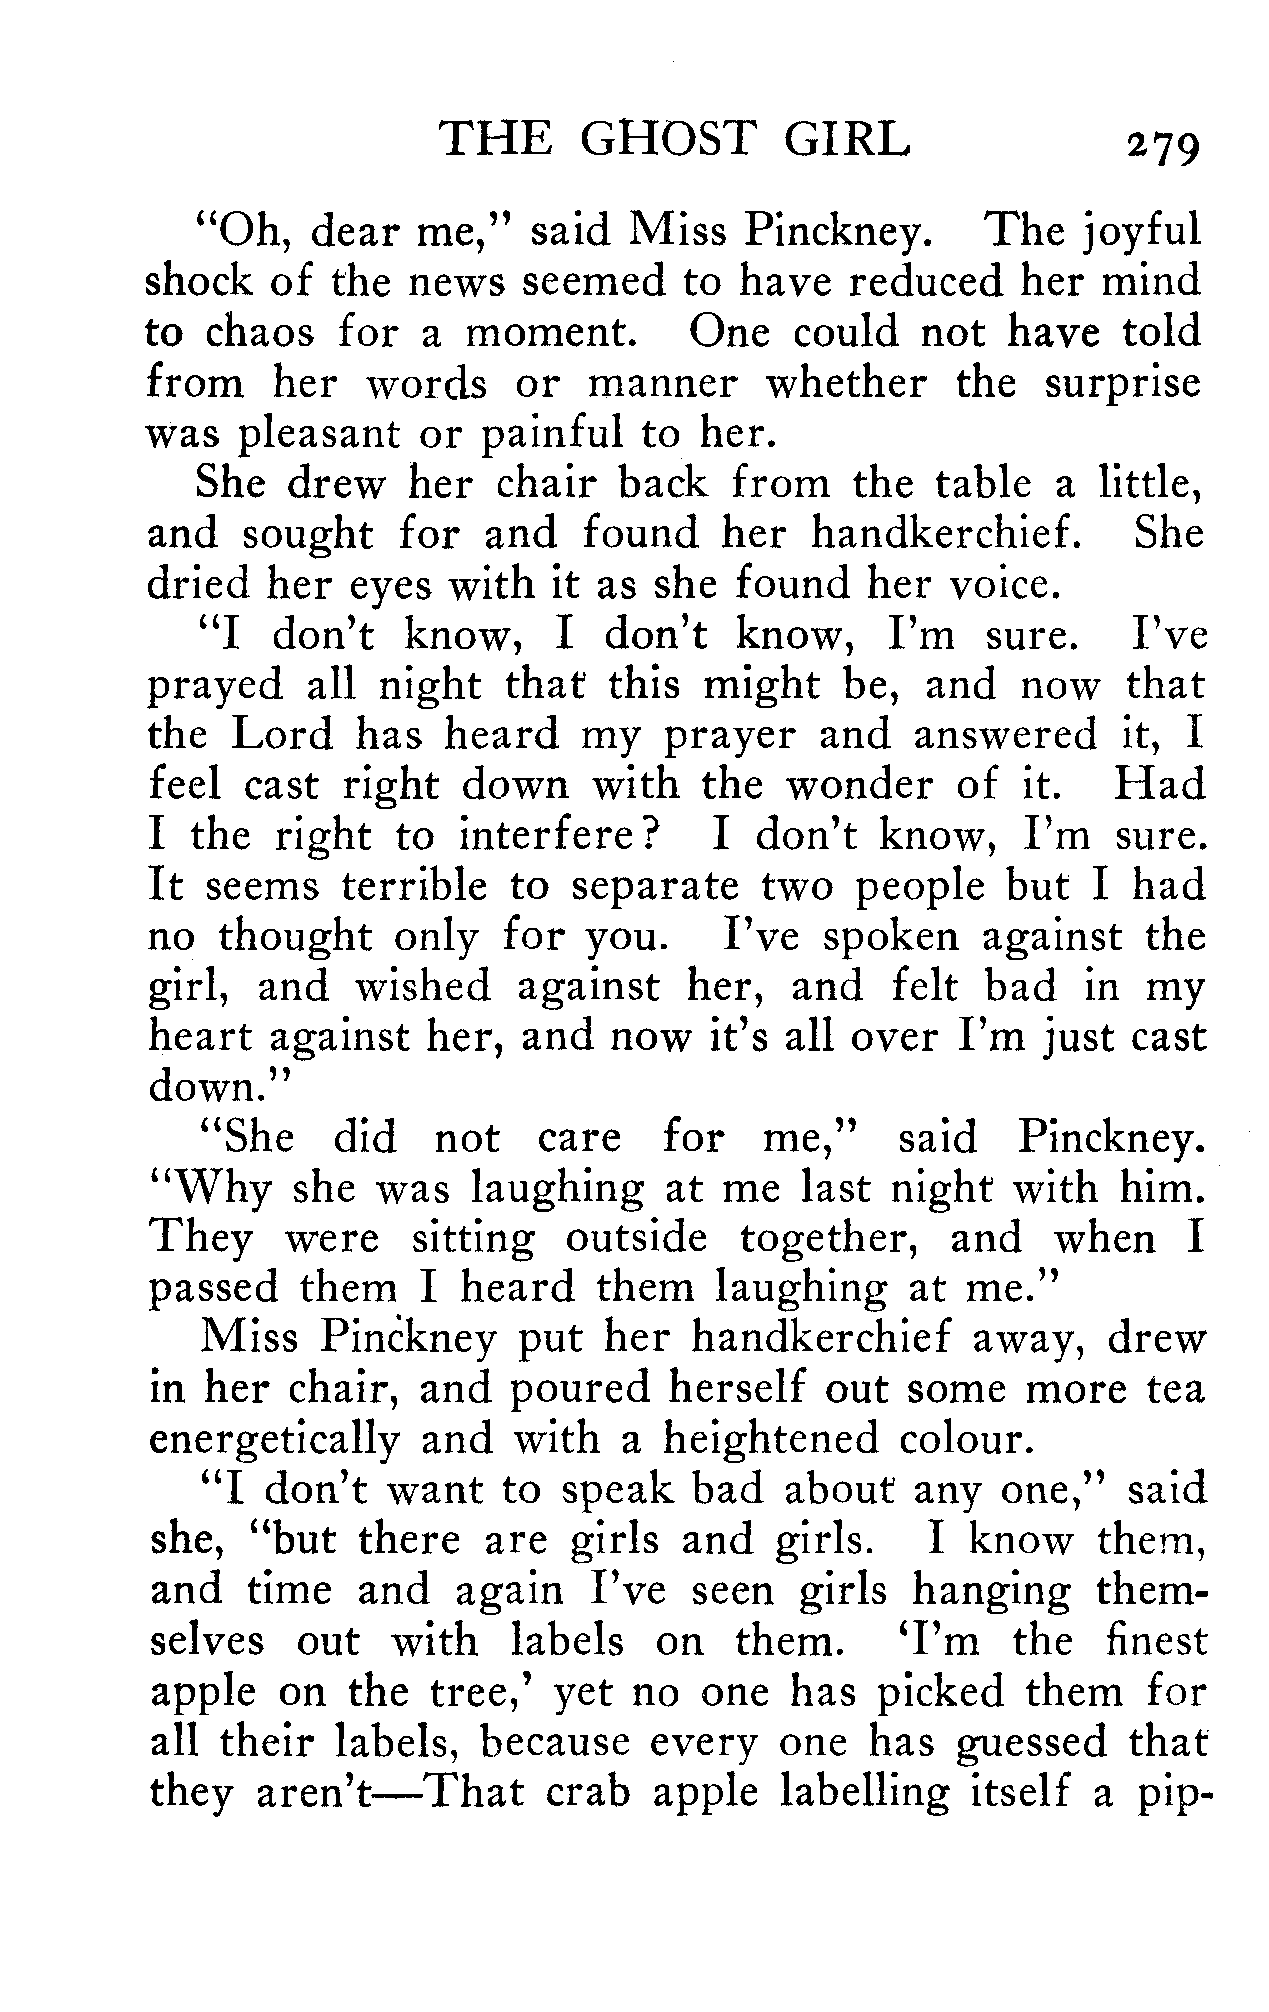 THE GHOST GIRL 279
"Oh, dear me," said Miss Pinckney. The joyful
shock of the news seemed to have reduced her mind
to chaos for a moment. One could not have told
from her words or manner whether the surprise
was pleasant or painful to her.
She drew her chair back from the table a little,
and sought for and found her handkerchief. She
dried her eyes with it as she found her voice.
"I don't know, I don't know, I'm sure. I've
prayed all night that this might be, and now that
the Lord has heard my prayer and answered it, I
feel cast right down with the wonder of it. Had
I the right to interfere? I don't know, I'm sure.
It seems terrible to separate two people but I had
no thought only for you. I've spoken against the
girl, and wished against her, and felt bad in my
heart against her, and now it's all over I'm just cast
down."
"She did not care for me," said Pinckney.
"Why she was laughing at me last night with him.
They were sitting outside together, and when I
passed them I heard them laughing at me."
Miss Pinckney put her handkerchief away, drew
in her chair, and poured herself out some more tea
energetically and with a heightened colour.
"I don't want to speak bad about any one," said
she, "but there are girls and girls. I know them,
and time and again I've seen girls hanging them-
selves out with labels on them. 'I'm the finest
apple on the tree,' yet no one has picked them for
all their labels, because every one has guessed that
they aren't—That crab apple labelling itself a pip-